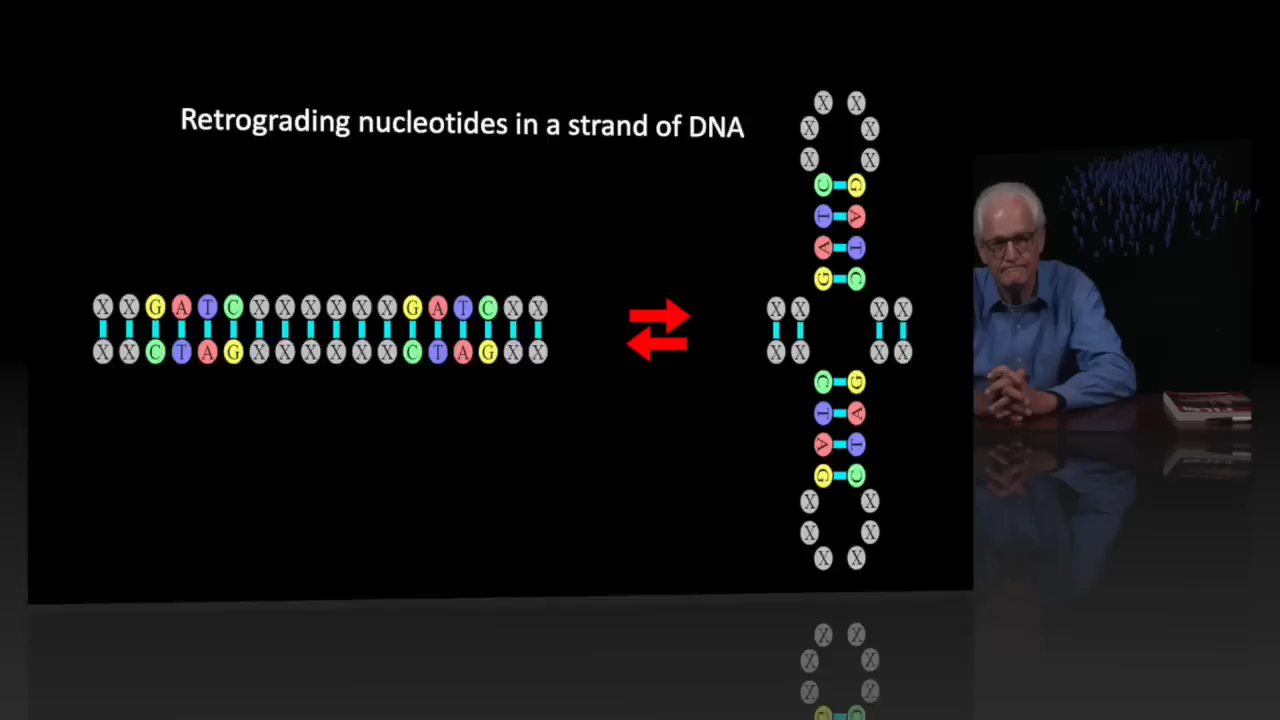 Retrograding nucleotides in a strand of DNA
X X G A T C X X X X X X G A T C X X
X X C T A G X X X X X X C T A G X X
X X
X X
X X
C G
T A
A T
G C
X X X X
X X X X
C G
T A
A T
G C
X X
X X
X X